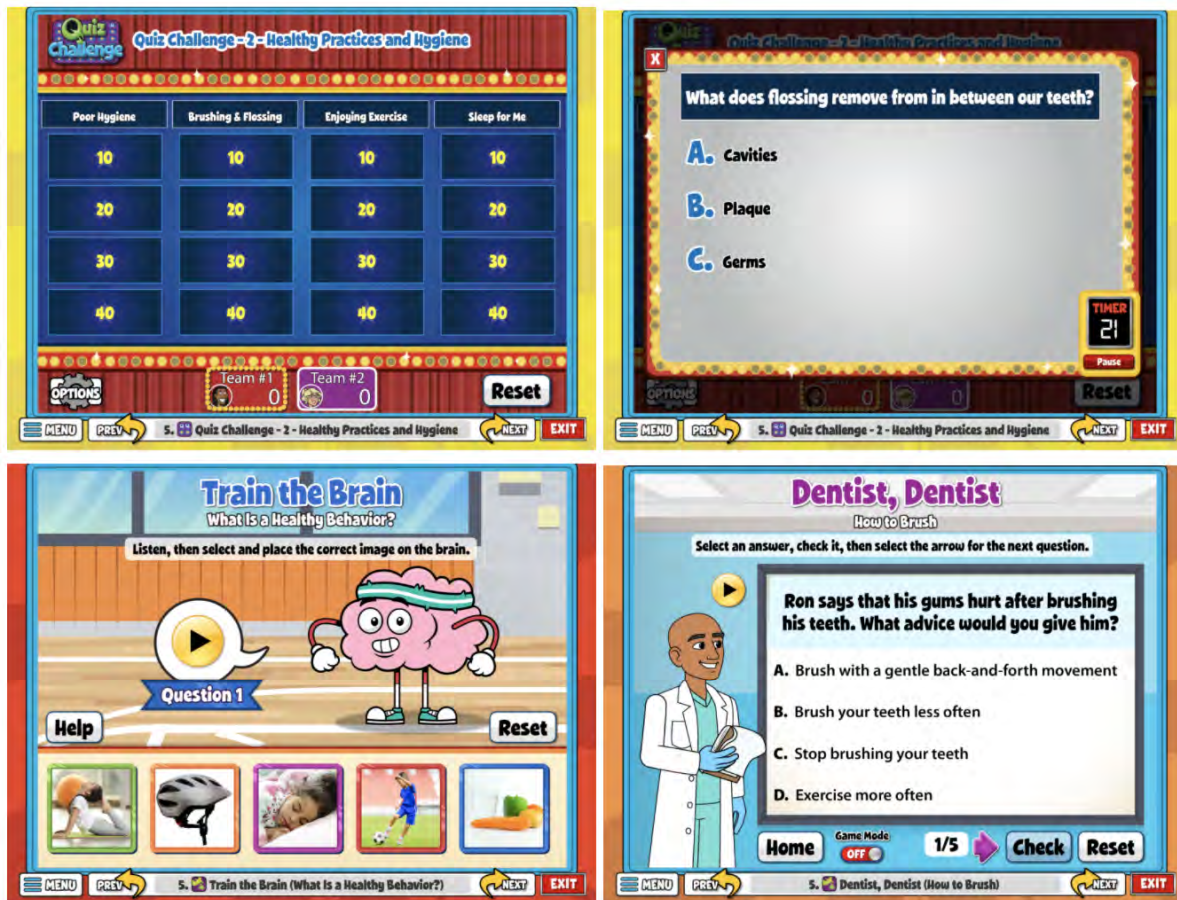 Quiz
Challenge
Quiz Challenge - 2 - Healthy Practices and Hygiene
Poor Hygiene Brushing & Flossing Enjoying Exercise Sleep for Me
10 10 10 10
20 20 20 20
30 30 30 30
40 40 40 40
OPTIONS
Team #1 0
Team #2 0
Reset
MENU PREV 5. Quiz Challenge - 2 - Healthy Practices and Hygiene NEXT EXIT
Quiz
Challenge
Quiz Challenge - 2 - Healthy Practices and Hygiene
X
What does flossing remove from in between our teeth?
A. Cavities
B. Plaque
C. Germs
TIMER
21
Pause
OPTIONS
0 0
Reset
MENU PREV 5. Quiz Challenge - 2 - Healthy Practices and Hygiene NEXT EXIT
Train the Brain
What Is a Healthy Behavior?
Listen, then select and place the correct image on the brain.
Question 1
Help
Reset
MENU PREV 5. Train the Brain (What Is a Healthy Behavior?) NEXT EXIT
Dentist, Dentist
How to Brush
Select an answer, check it, then select the arrow for the next question.
Ron says that his gums hurt after brushing
his teeth. What advice would you give him?
A. Brush with a gentle back-and-forth movement
B. Brush your teeth less often
C. Stop brushing your teeth
D. Exercise more often
Home
Game Mode
OFF
1/5
Check
Reset
MENU PREV 5. Dentist, Dentist (How to Brush) NEXT EXIT